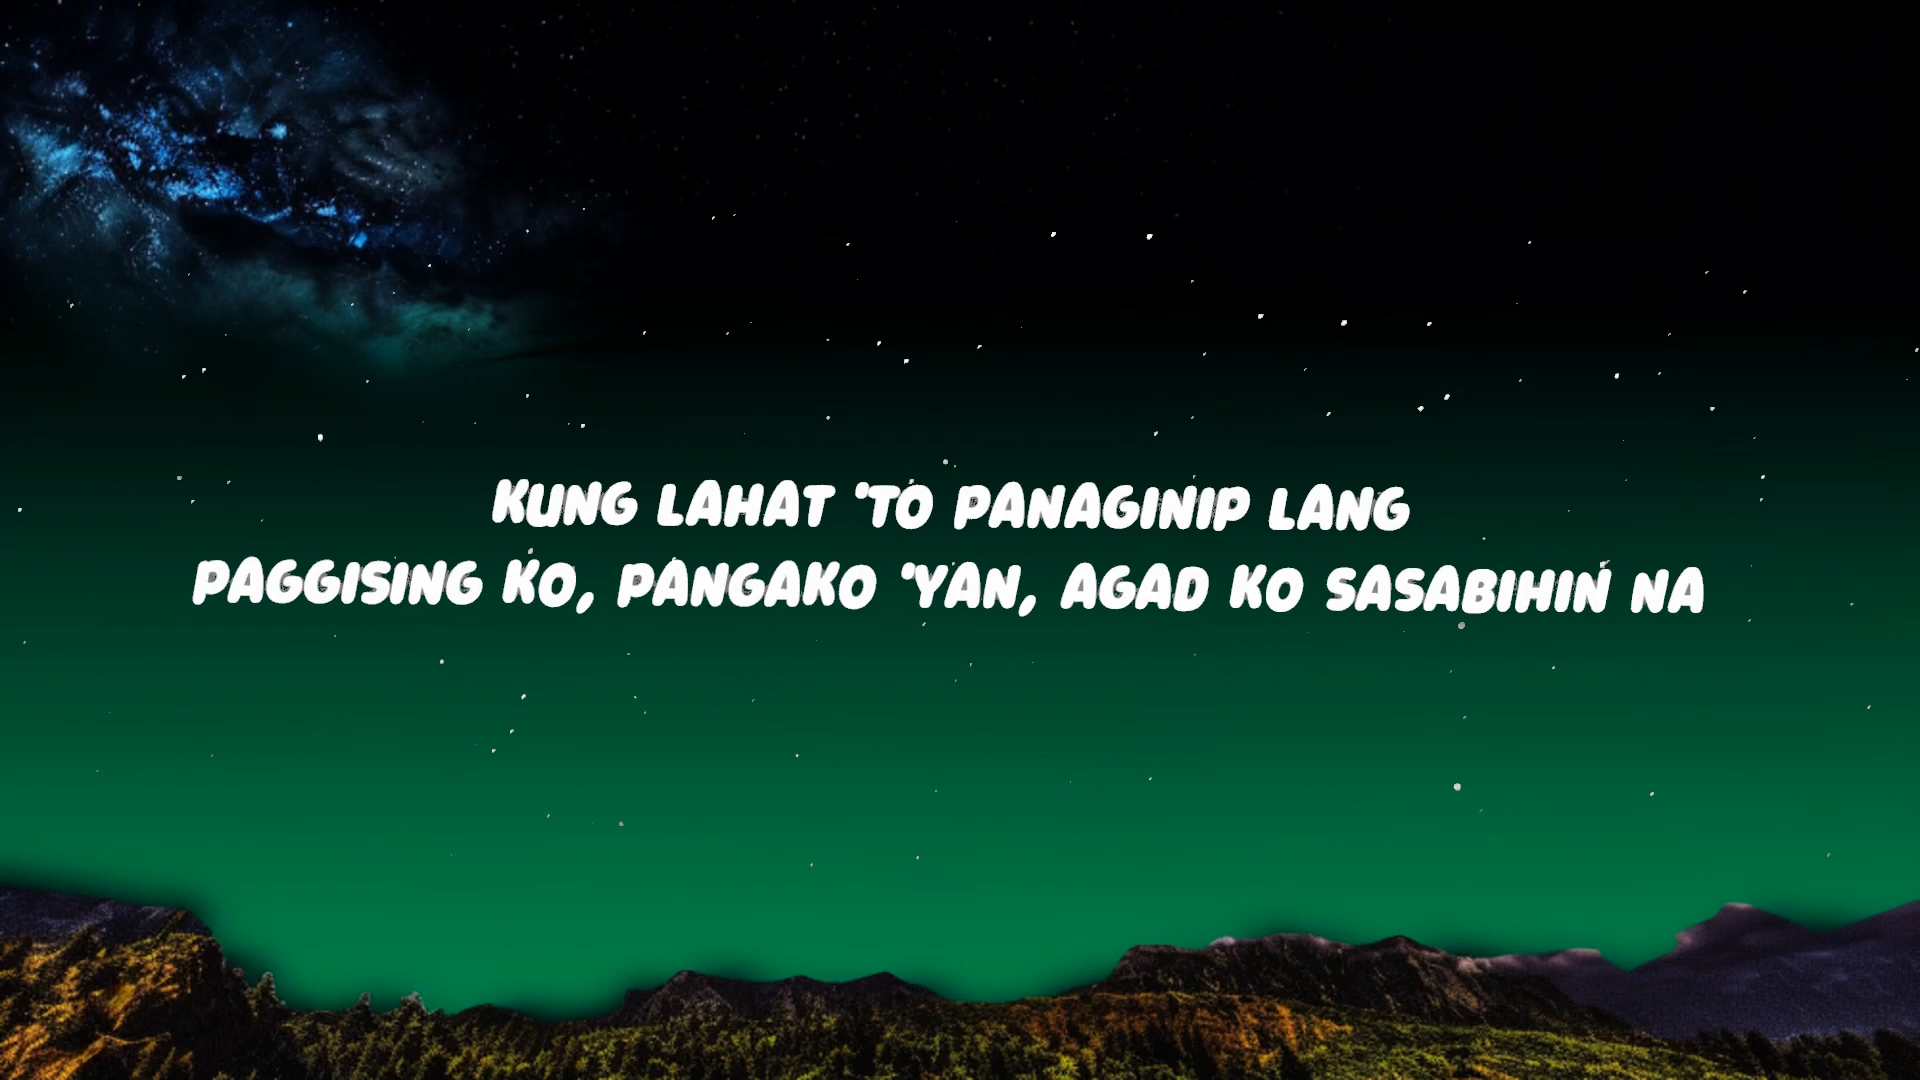 KUNG LAHAT 'TO PANAGINIP LANG
PAGGISING KO, PANGAKO 'YAN, AGAD KO SASABIHIN NA